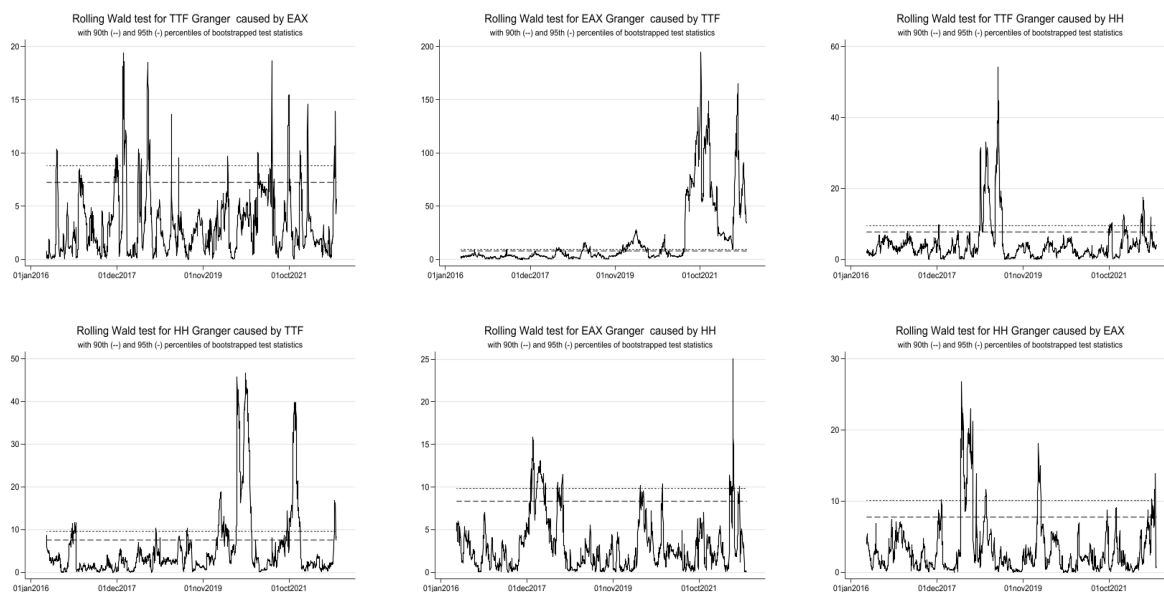 Rolling Wald test for TTF Granger caused by EAX
with 90th (--) and 95th (-) percentiles of bootstrapped test statistics
20
15
10
5
0
01jan2016 01dec2017 01nov2019 01oct2021
Rolling Wald test for EAX Granger caused by TTF
with 90th (--) and 95th (-) percentiles of bootstrapped test statistics
200
150
100
50
0
01jan2016 01dec2017 01nov2019 01oct2021
Rolling Wald test for TTF Granger caused by HH
with 90th (--) and 95th (-) percentiles of bootstrapped test statistics
60
40
20
0
01jan2016 01dec2017 01nov2019 01oct2021
Rolling Wald test for HH Granger caused by TTF
with 90th (--) and 95th (-) percentiles of bootstrapped test statistics
50
40
30
20
10
0
01jan2016 01dec2017 01nov2019 01oct2021
Rolling Wald test for EAX Granger caused by HH
with 90th (--) and 95th (-) percentiles of bootstrapped test statistics
25
20
15
10
5
0
01jan2016 01dec2017 01nov2019 01oct2021
Rolling Wald test for HH Granger caused by EAX
with 90th (--) and 95th (-) percentiles of bootstrapped test statistics
30
20
10
0
01jan2016 01dec2017 01nov2019 01oct2021